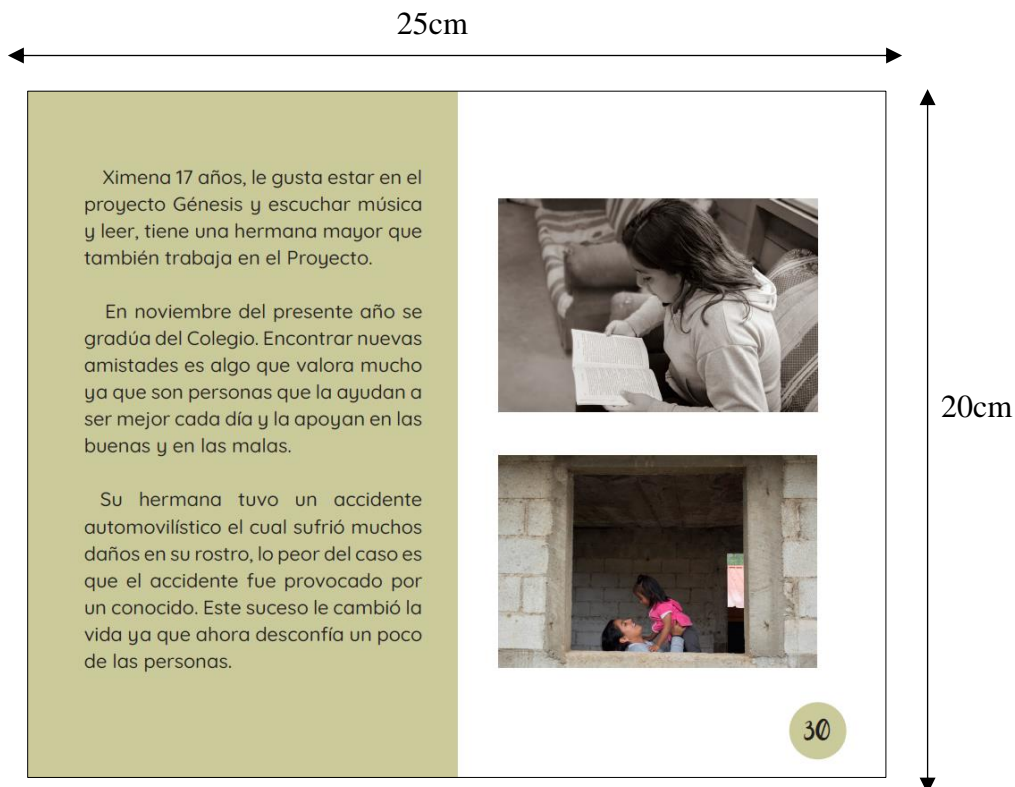 25cm
Ximena 17 años, le gusta estar en el
proyecto Génesis y escuchar música
y leer, tiene una hermana mayor que
también trabaja en el Proyecto.
En noviembre del presente año se
gradúa del Colegio. Encontrar nuevas
amistades es algo que valora mucho
ya que son personas que la ayudan a
ser mejor cada día y la apoyan en las
buenas y en las malas.
Su hermana tuvo un accidente
automovilístico el cual sufrió muchos
daños en su rostro, lo peor del caso es
que el accidente fue provocado por
un conocido. Este suceso le cambió la
vida ya que ahora desconfía un poco
de las personas.
20cm
30